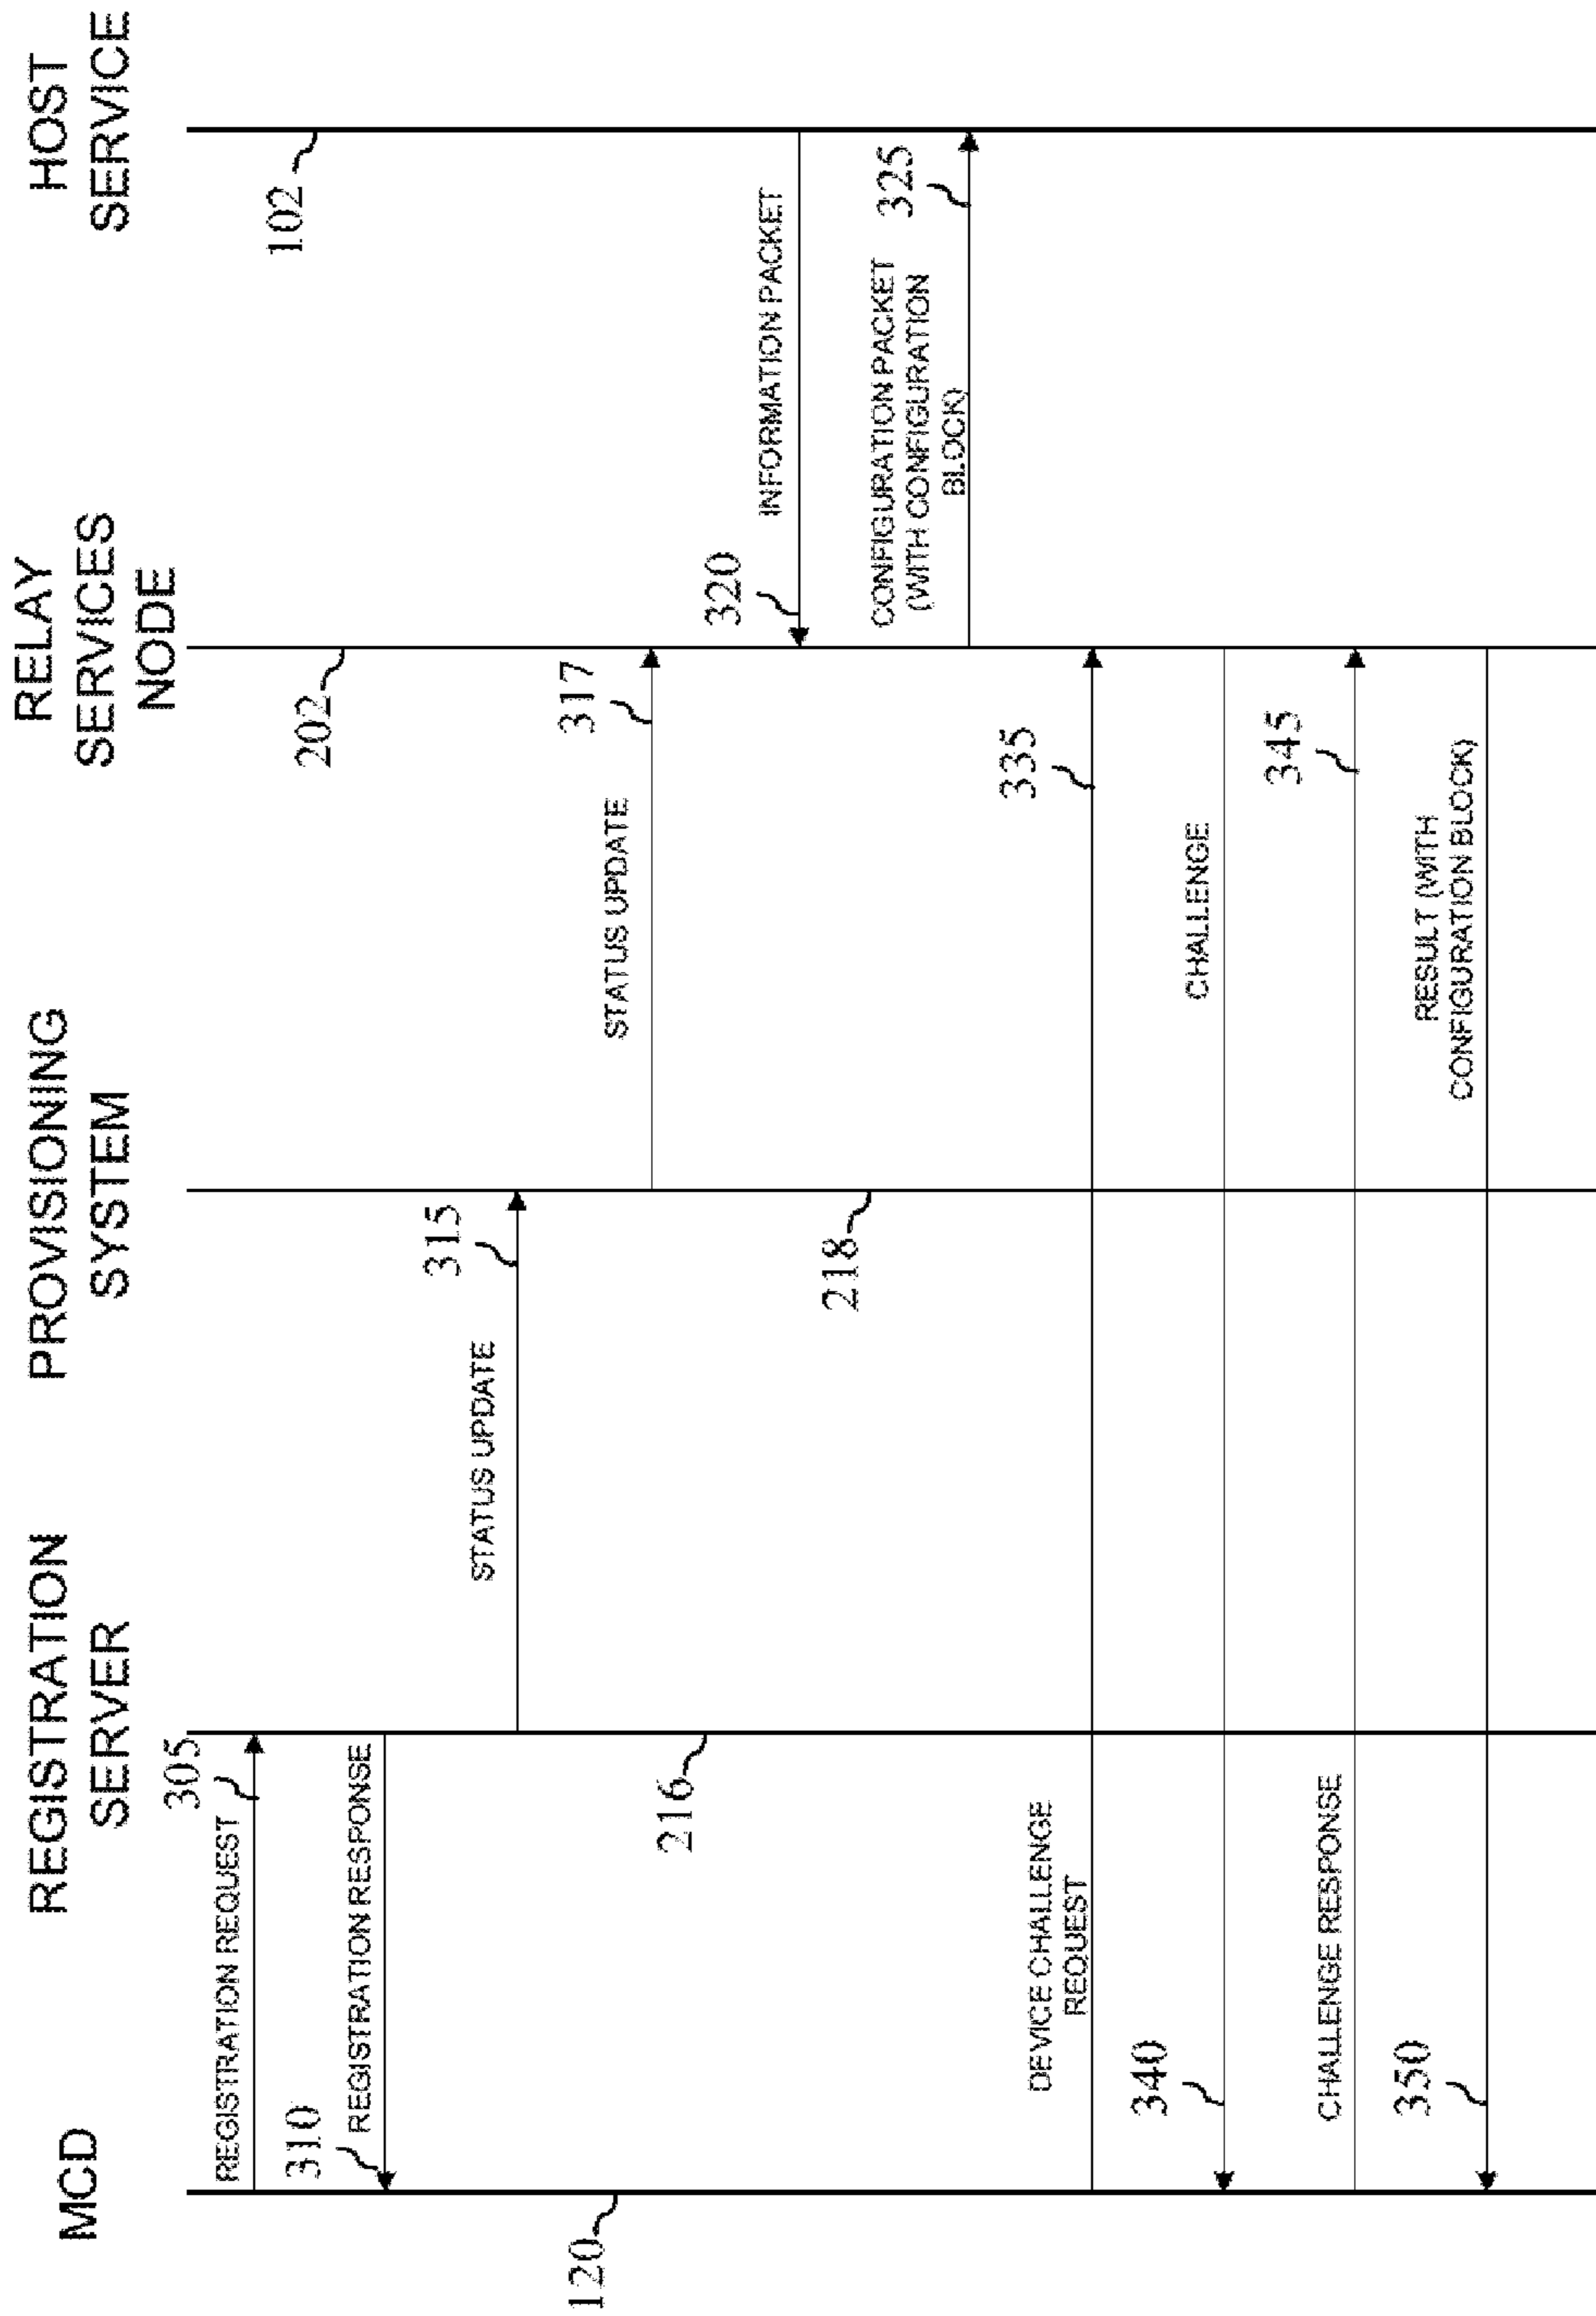 MCD
REGISTRATION
SERVER
PROVISIONING
SYSTEM
RELAY
SERVICES
NODE
HOST
SERVICE
REGISTRATION REQUEST
305
102
202
310
REGISTRATION RESPONSE
STATUS UPDATE
315
120
STATUS UPDATE
317
216
320
INFORMATION PACKET
218
CONFIGURATION PACKET
(WITH CONFIGURATION
BLOCK)
325
DEVICE CHALLENGE
REQUEST
335
340
CHALLENGE
CHALLENGE RESPONSE
345
350
RESULT (WITH
CONFIGURATION BLOCK)